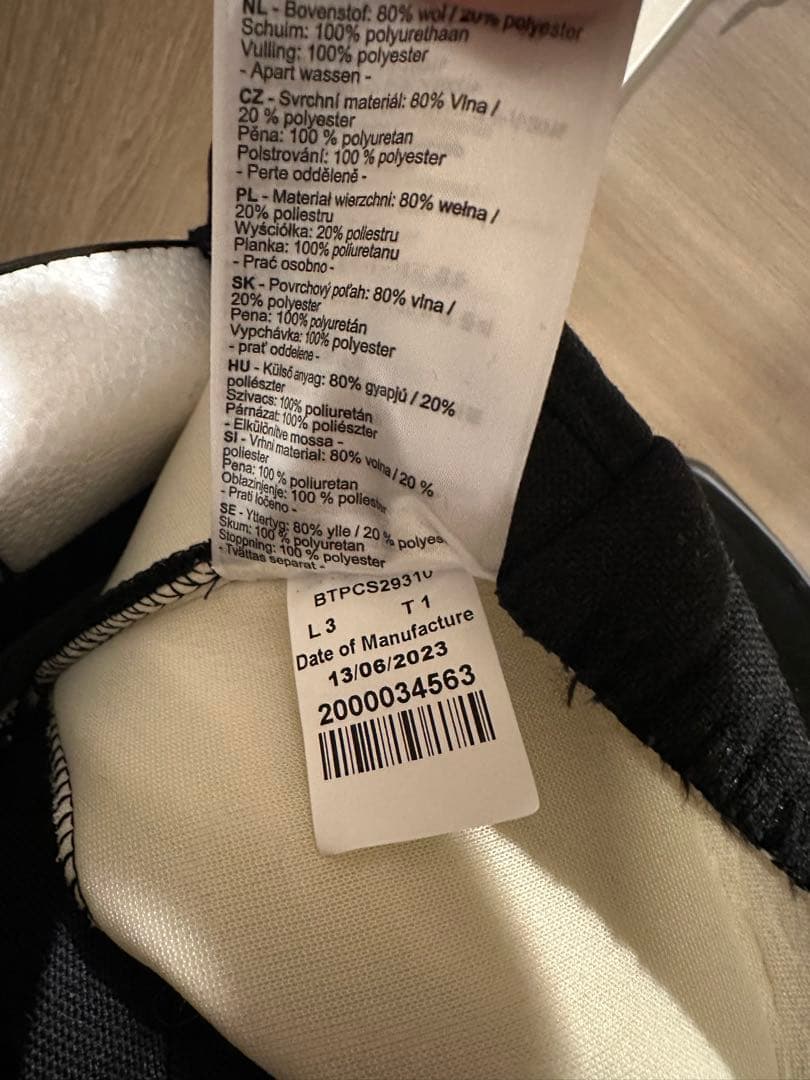 NL - Bovenstof: 80% wol / 20% polyester
Schuim: 100% polyurethaan
Vulling: 100% polyester
- Apart wassen -
CZ - Svrchní materiál: 80% Vlna /
20 % polyester
Pěna: 100 % polyuretan
Polstrování: 100 % polyester
- Perte odděleně -
PL - Materiał wierzchni: 80% wełna /
20% poliestru
Wyściółka: 20% poliestru
Pianka: 100% poliuretanu
- Prać osobno -
SK - Povrchový poťah: 80% vlna /
20% polyester
Pena: 100% polyuretán
Vypchávka: 100% polyester
- prať oddelene -
HU - Külső anyag: 80% gyapjú / 20%
poliészter
Szivacs: 100% poliuretán
Párnázat: 100% poliészter
- Elkülönítve mossa -
SI - Vrhni material: 80% volna / 20 %
poliester
Pena: 100 % poliuretan
Oblazinjenje: 100 % poliester
- Prati ločeno -
SE - Yttertyg: 80% ylle / 20 % polyes
Skum: 100 % polyuretan
Stoppning: 100 % polyester
- Tvättas separat -
BTPCS29310
L 3 T 1
Date of Manufacture
13/06/2023
2000034563